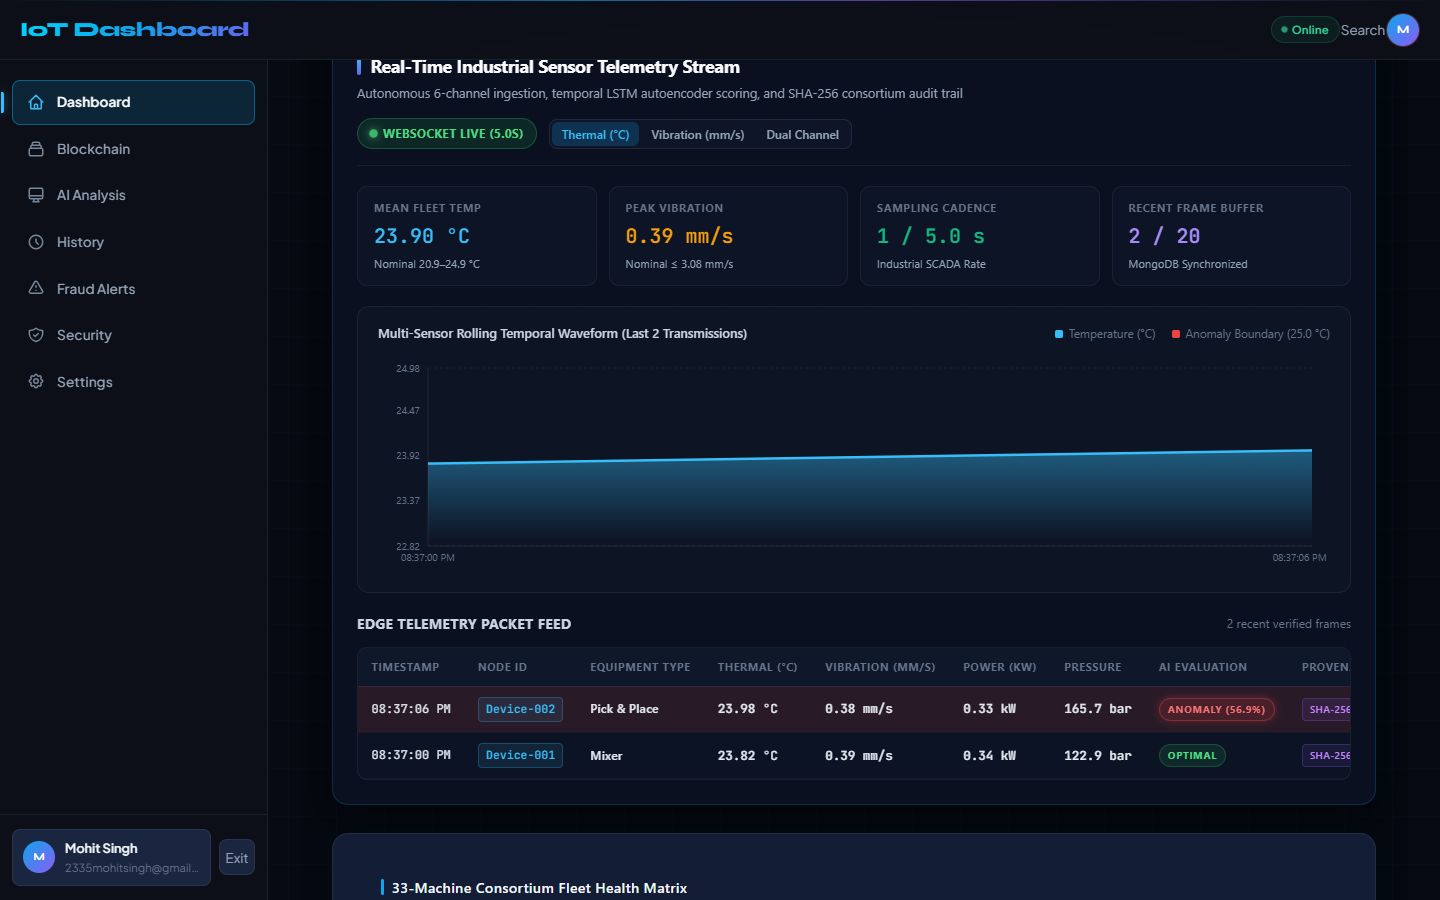 IoT Dashboard
Online
Search
M
Real-Time Industrial Sensor Telemetry Stream
Autonomous 6-channel ingestion, temporal LSTM autoencoder scoring, and SHA-256 consortium audit trail
WEBSOCKET LIVE (5.0S)
Thermal (°C)
Vibration (mm/s)
Dual Channel
Dashboard
Blockchain
AI Analysis
History
Fraud Alerts
Security
Settings
MEAN FLEET TEMP
23.90 °C
Nominal 20.9–24.9 °C
PEAK VIBRATION
0.39 mm/s
Nominal ≤ 3.08 mm/s
SAMPLING CADENCE
1 / 5.0 s
Industrial SCADA Rate
RECENT FRAME BUFFER
2 / 20
MongoDB Synchronized
Multi-Sensor Rolling Temporal Waveform (Last 2 Transmissions)
Temperature (°C)
Anomaly Boundary (25.0 °C)
24.98
24.47
23.92
23.37
22.82
08:37:00 PM
08:37:06 PM
EDGE TELEMETRY PACKET FEED
2 recent verified frames
TIMESTAMP NODE ID EQUIPMENT TYPE THERMAL (°C) VIBRATION (MM/S) POWER (KW) PRESSURE AI EVALUATION PROVEN
08:37:06 PM Device-002 Pick & Place 23.98 °C 0.38 mm/s 0.33 kW 165.7 bar ANOMALY (56.9%) SHA-256
08:37:00 PM Device-001 Mixer 23.82 °C 0.39 mm/s 0.34 kW 122.9 bar OPTIMAL SHA-256
33-Machine Consortium Fleet Health Matrix
M
Mohit Singh
2335mohitsingh@gmail...
Exit